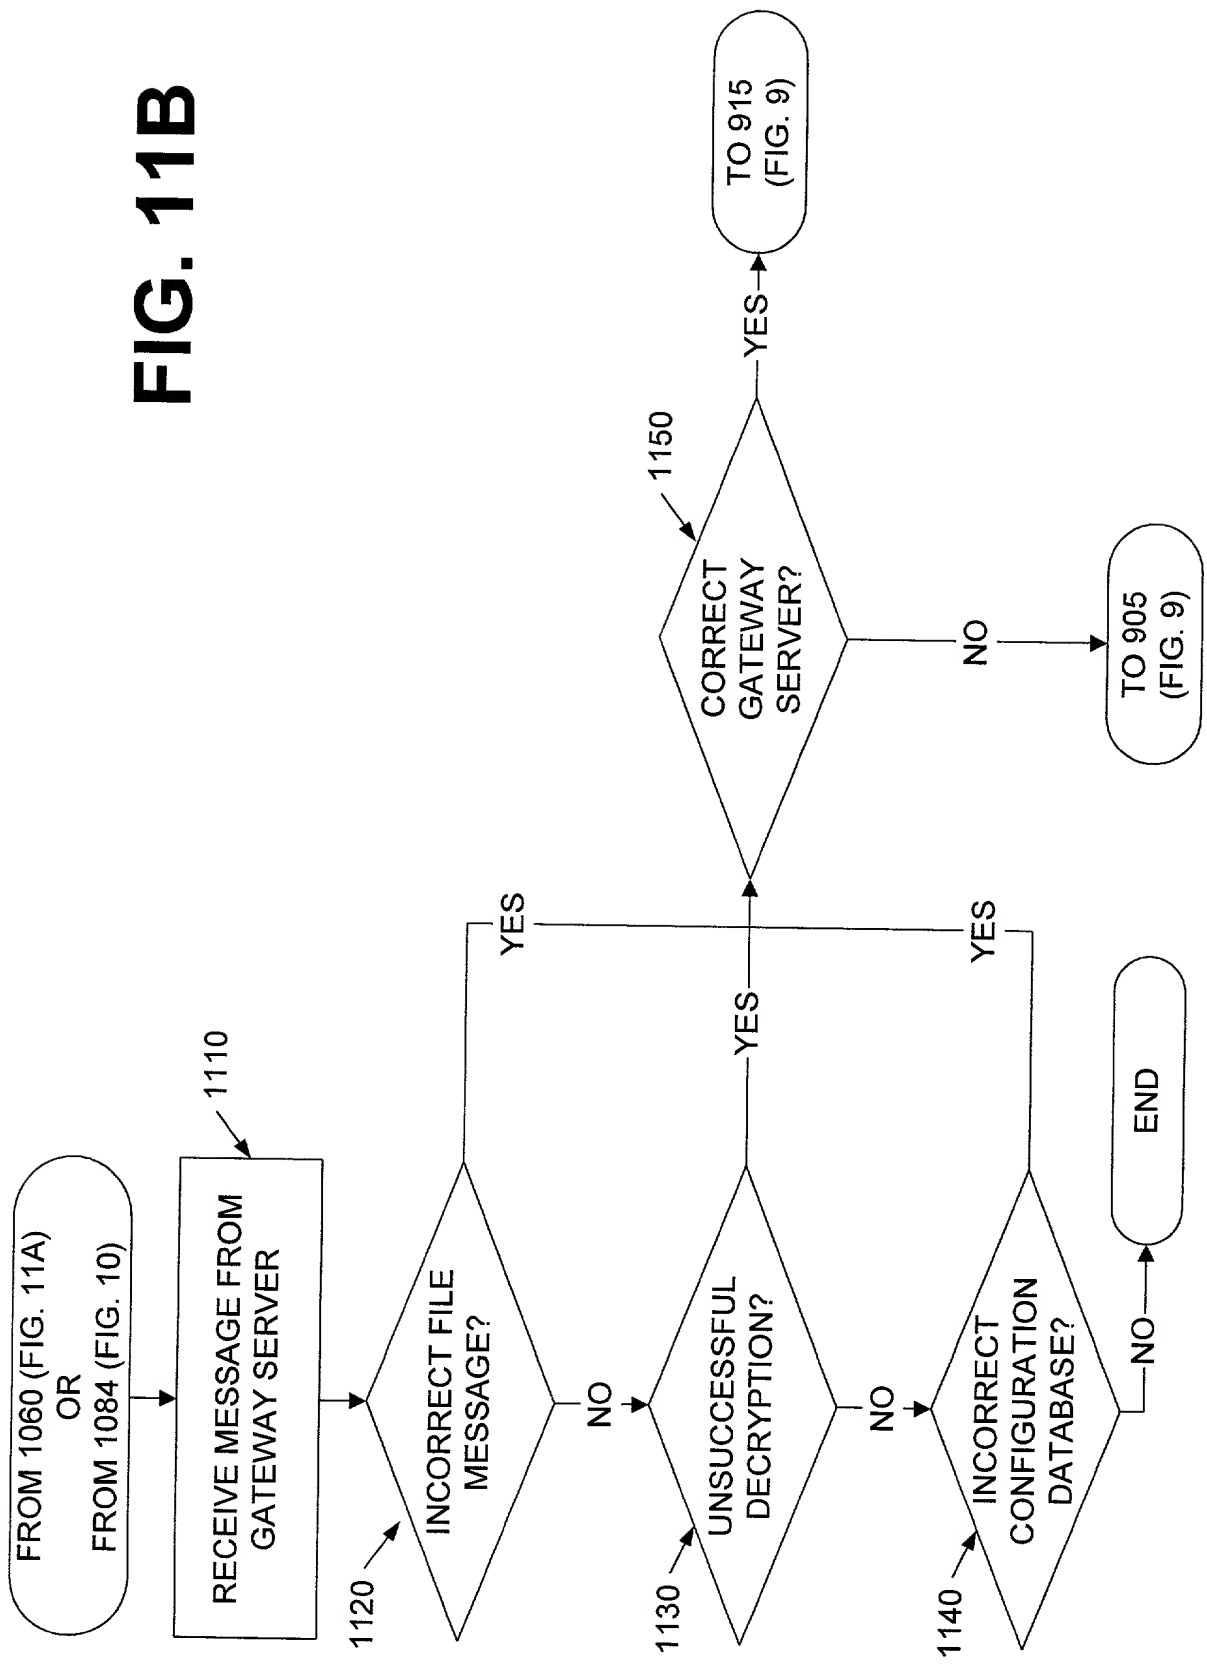 FIG. 11B
FROM 1060 (FIG. 11A)
OR
FROM 1084 (FIG. 10)
RECEIVE MESSAGE FROM
GATEWAY SERVER
1110
INCORRECT FILE
MESSAGE?
1120
YES
NO
UNSUCCESSFUL
DECRYPTION?
1130
YES
NO
INCORRECT
CONFIGURATION
DATABASE?
1140
YES
NO
END
CORRECT
GATEWAY
SERVER?
1150
YES
TO 915
(FIG. 9)
NO
TO 905
(FIG. 9)